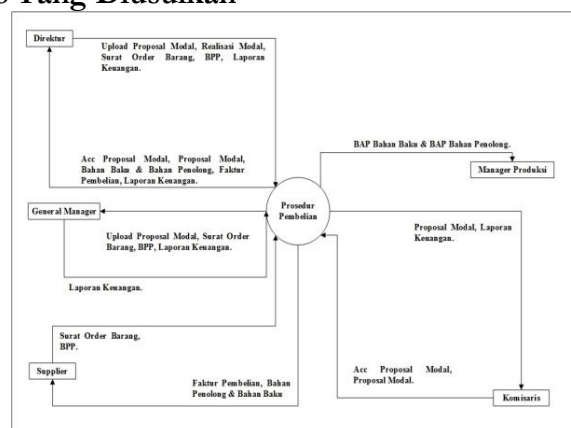 Yang Diusulkan
Direktur
Upload Proposal Modal, Realisasi Modal,
Surat Order Barang, BPP, Laporan
Keuangan.
Acc Proposal Modal, Proposal Modal,
Bahan Baku & Bahan Penolong, Faktur
Pembelian, Laporan Keuangan.
BAP Bahan Baku & BAP Bahan Penolong.
Manager Produksi
Prosedur
Pembelian
General Manager
Upload Proposal Modal, Surat Order
Barang, BPP, Laporan Keuangan.
Proposal Modal, Laporan
Keuangan.
Laporan Keuangan.
Surat Order Barang,
BPP.
Supplier
Faktur Pembelian, Bahan
Penolong & Bahan Baku
Acc Proposal Modal,
Proposal Modal.
Komisaris